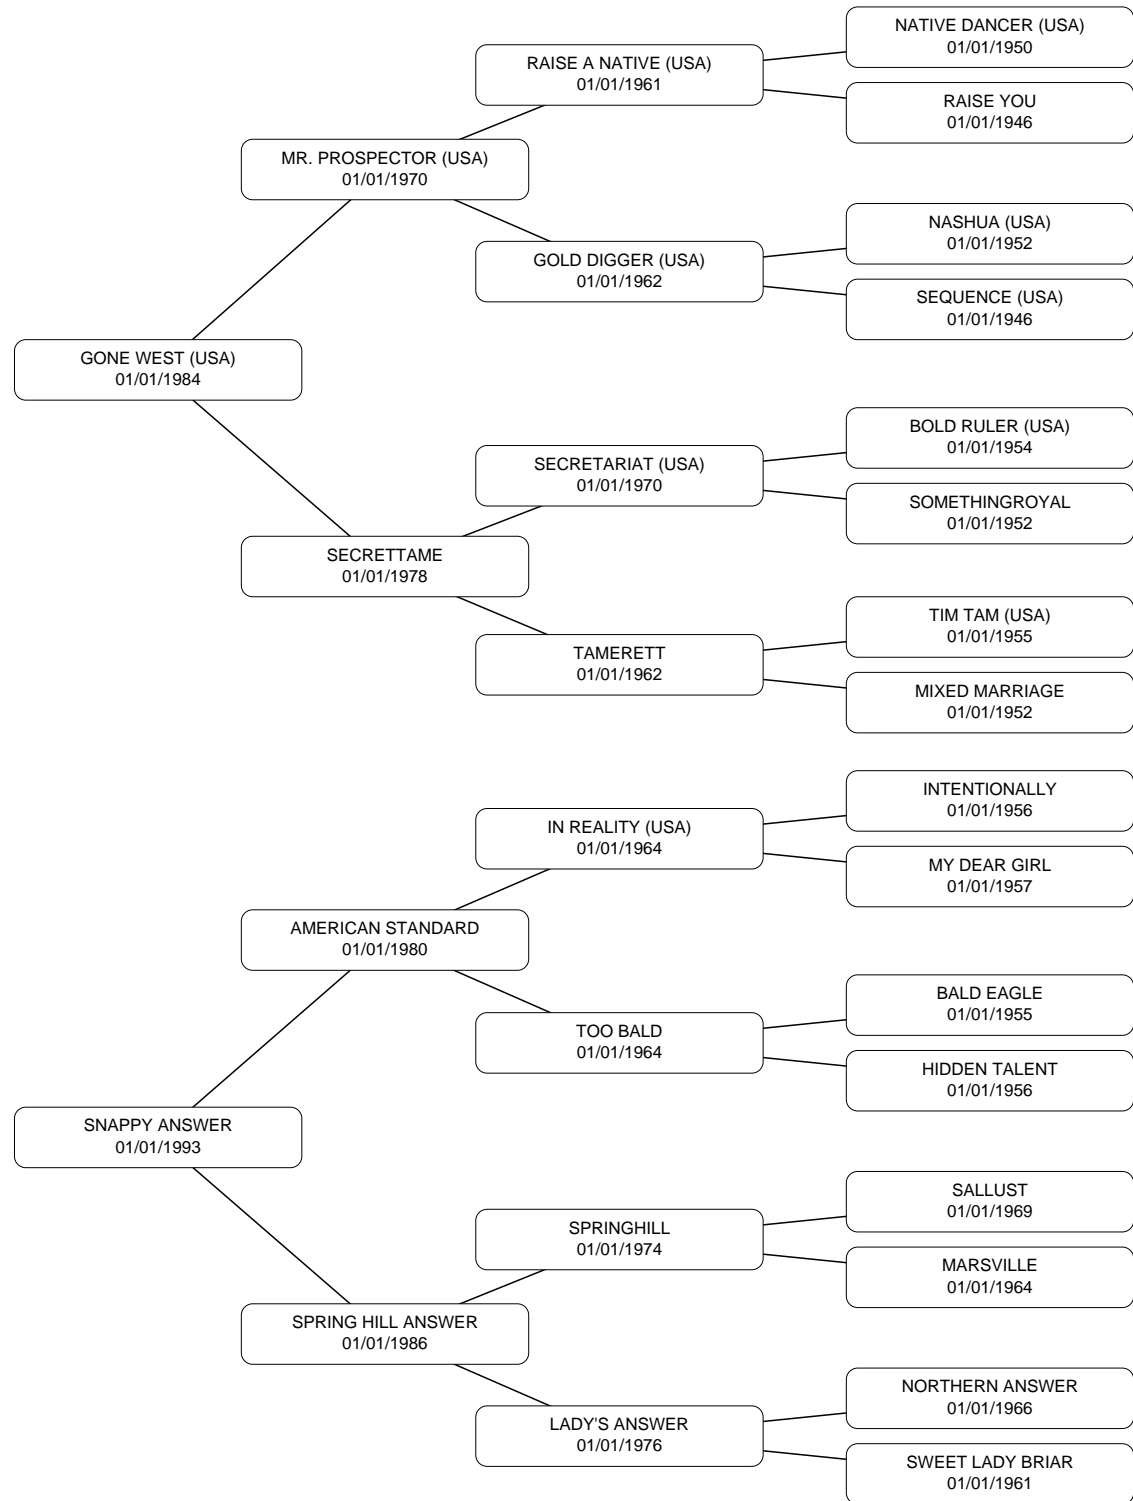 NATIVE DANCER (USA)
01/01/1950
RAISE A NATIVE (USA)
01/01/1961
RAISE YOU
01/01/1946
MR. PROSPECTOR (USA)
01/01/1970
NASHUA (USA)
01/01/1952
GOLD DIGGER (USA)
01/01/1962
SEQUENCE (USA)
01/01/1946
GONE WEST (USA)
01/01/1984
BOLD RULER (USA)
01/01/1954
SECRETARIAT (USA)
01/01/1970
SOMETHINGROYAL
01/01/1952
SECRETTAME
01/01/1978
TIM TAM (USA)
01/01/1955
TAMERETT
01/01/1962
MIXED MARRIAGE
01/01/1952
INTENTIONALLY
01/01/1956
IN REALITY (USA)
01/01/1964
MY DEAR GIRL
01/01/1957
AMERICAN STANDARD
01/01/1980
BALD EAGLE
01/01/1955
TOO BALD
01/01/1964
HIDDEN TALENT
01/01/1956
SNAPPY ANSWER
01/01/1993
SALLUST
01/01/1969
SPRINGHILL
01/01/1974
MARSVILLE
01/01/1964
SPRING HILL ANSWER
01/01/1986
NORTHERN ANSWER
01/01/1966
LADY'S ANSWER
01/01/1976
SWEET LADY BRIAR
01/01/1961